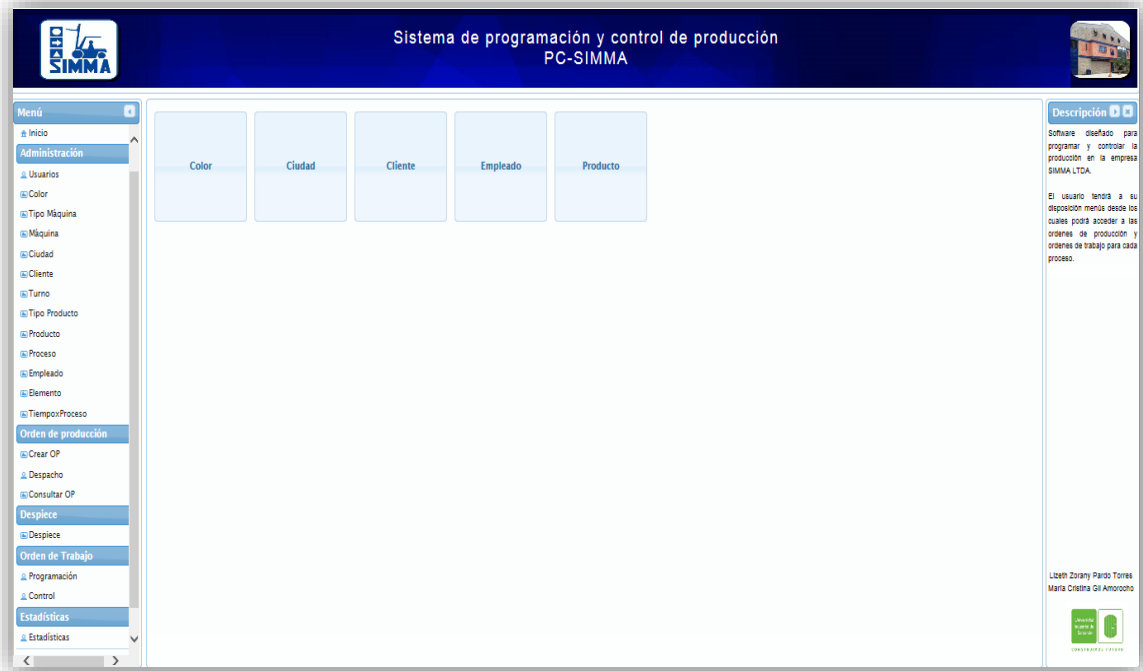 SIMMA
Sistema de programación y control de producción
PC-SIMMA
Menú
Inicio
Administración
Usuarios
Color
Tipo Máquina
Máquina
Ciudad
Cliente
Turno
Tipo Producto
Producto
Proceso
Empleado
Elemento
TiempoxProceso
Orden de producción
Crear OP
Despacho
Consultar OP
Despiece
Despiece
Orden de Trabajo
Programación
Control
Estadísticas
Estadísticas
Color
Ciudad
Cliente
Empleado
Producto
Descripción
Software diseñado para
programar y controlar la
producción en la empresa
SIMMA LTDA.
El usuario tendrá a su
disposición menús desde los
cuales podrá acceder a las
ordenes de producción y
ordenes de trabajo para cada
proceso.
Lizeth Zorany Pardo Torres
María Cristina Gil Amorocho